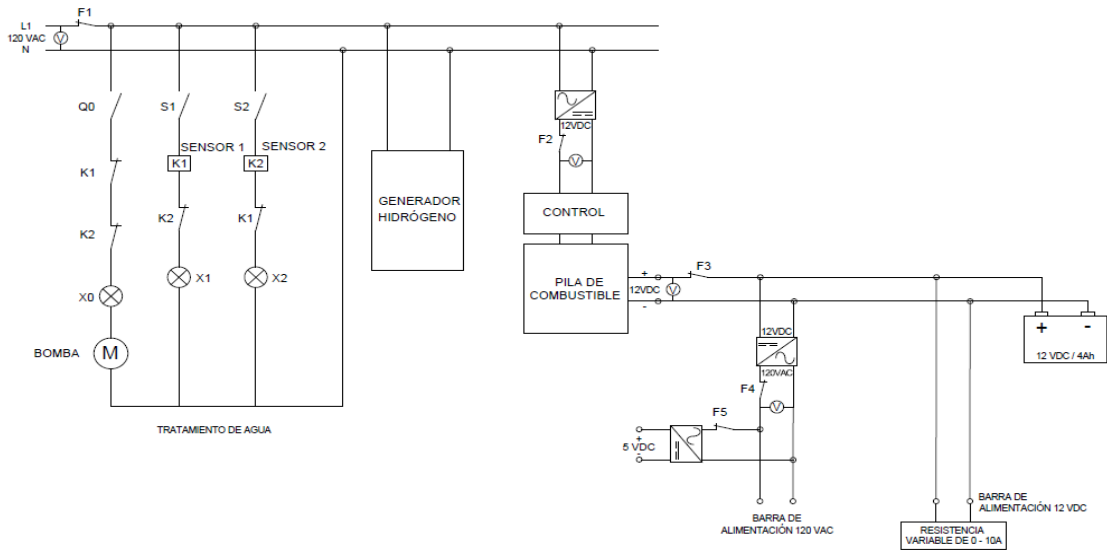 F1
L1
120 VAC
N
V
Q0
S1
S2
SENSOR 1
SENSOR 2
K1
K1
K2
K2
K2
K1
X0
X1
X2
BOMBA
M
TRATAMIENTO DE AGUA
GENERADOR
HIDRÓGENO
12VDC
F2
V
CONTROL
PILA DE
COMBUSTIBLE
+
12VDC
-
V
F3
12VDC
120VAC
F4
V
F5
+
5 VDC
-
+ -
12 VDC / 4Ah
BARRA DE
ALIMENTACIÓN 120 VAC
BARRA DE
ALIMENTACIÓN 12 VDC
RESISTENCIA
VARIABLE DE 0 - 10A